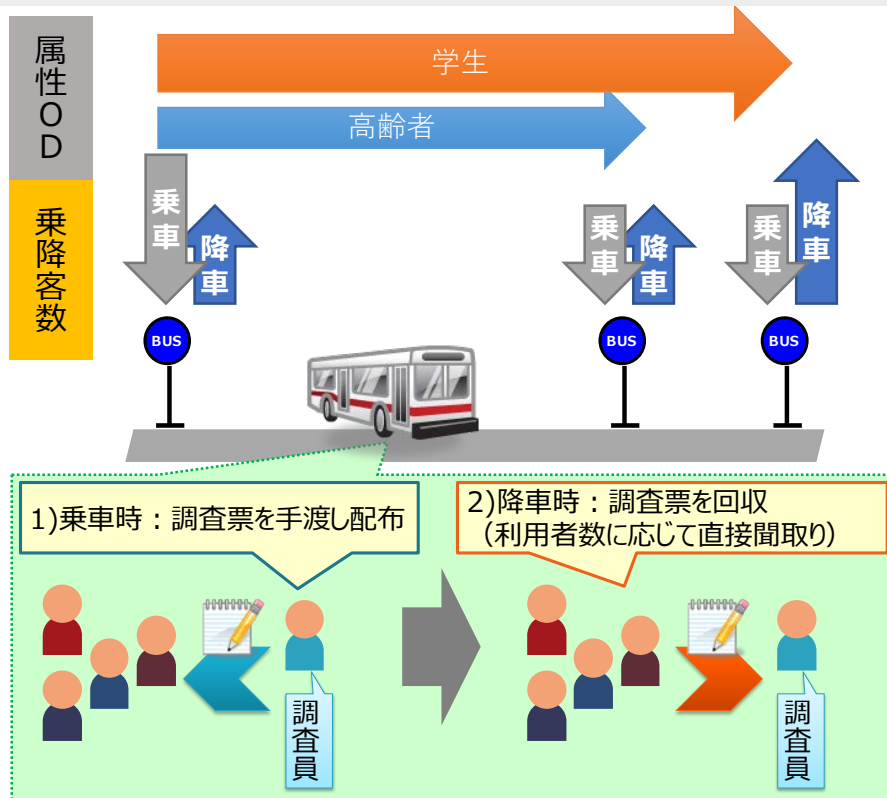 属性OD
学生
高齢者
乗降客数
乗車
降車
乗車
降車
乗車
降車
BUS
BUS
BUS
1)乗車時：調査票を手渡し配布
2)降車時：調査票を回収
（利用者数に応じて直接聞取り）
調査員
調査員